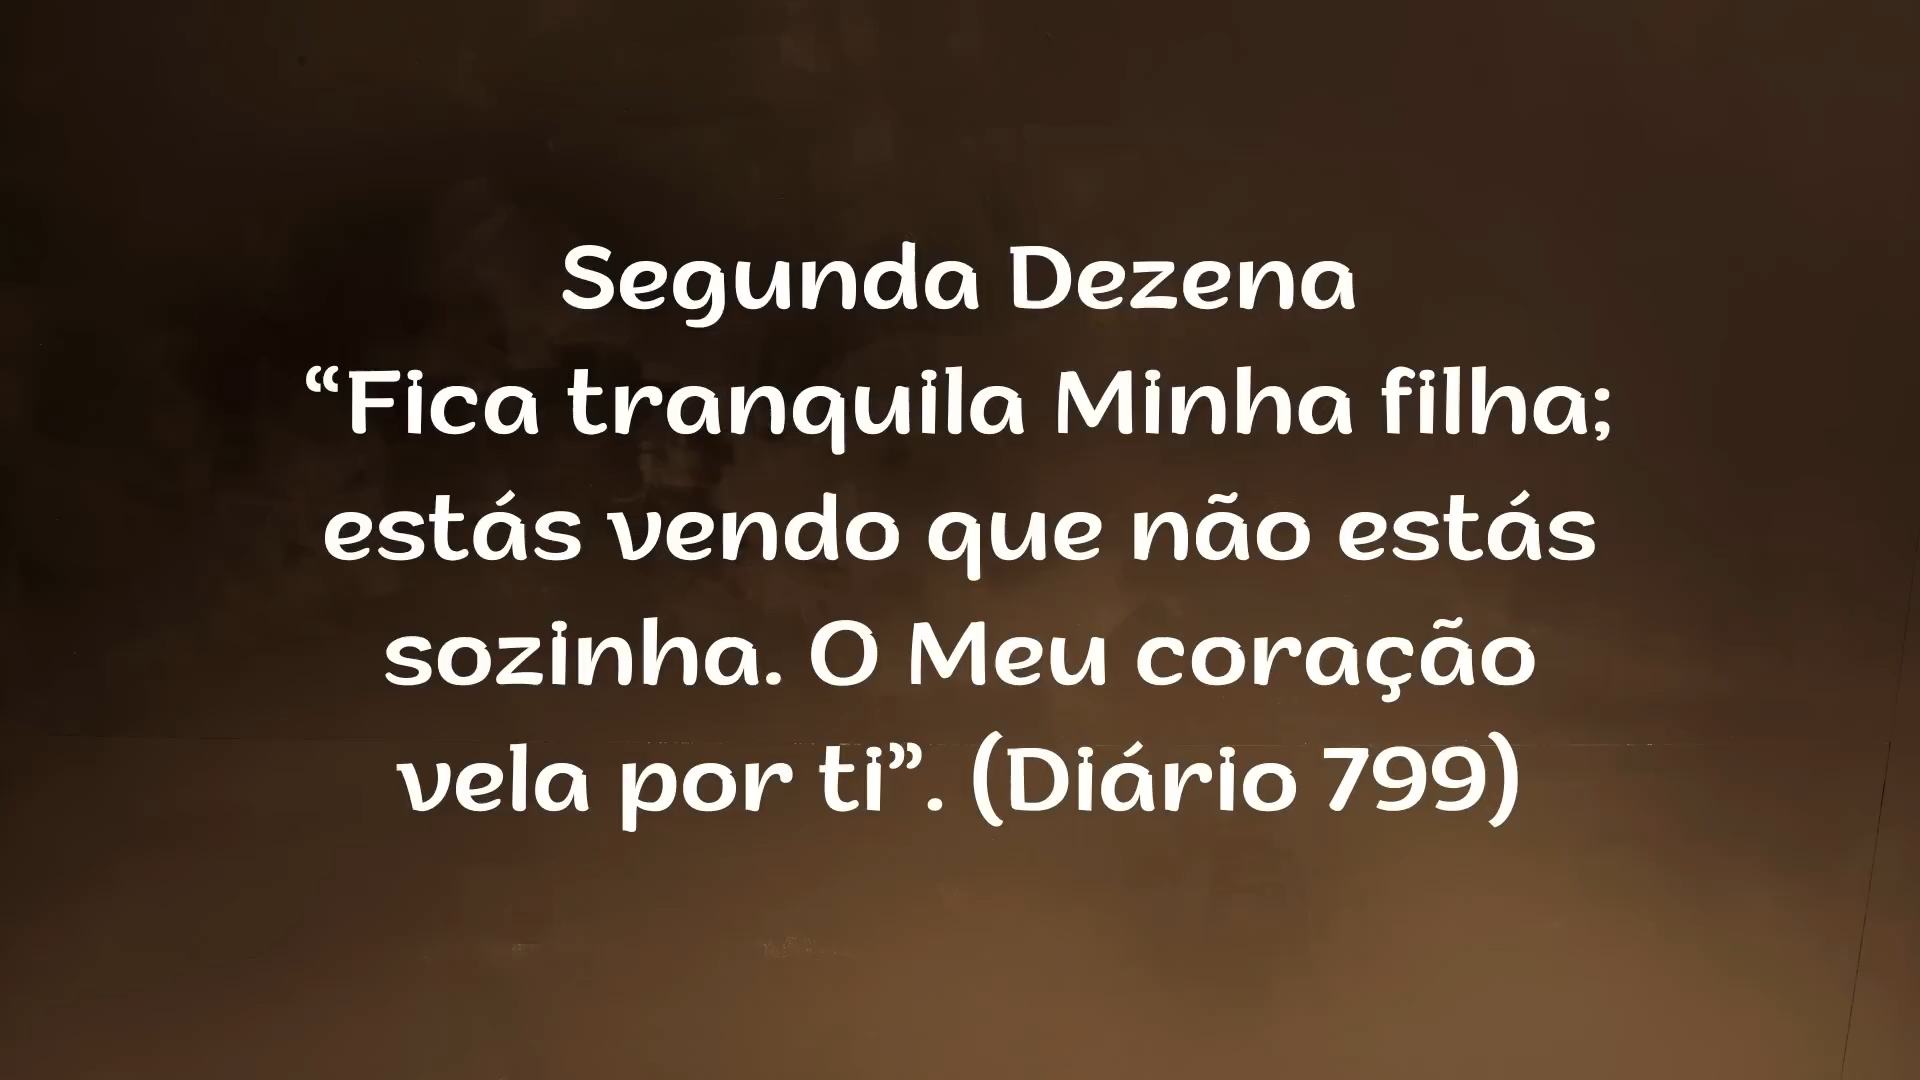 Segunda Dezena
“Fica tranquila Minha filha;
estás vendo que não estás
sozinha. O Meu coração
vela por ti”. (Diário 799)